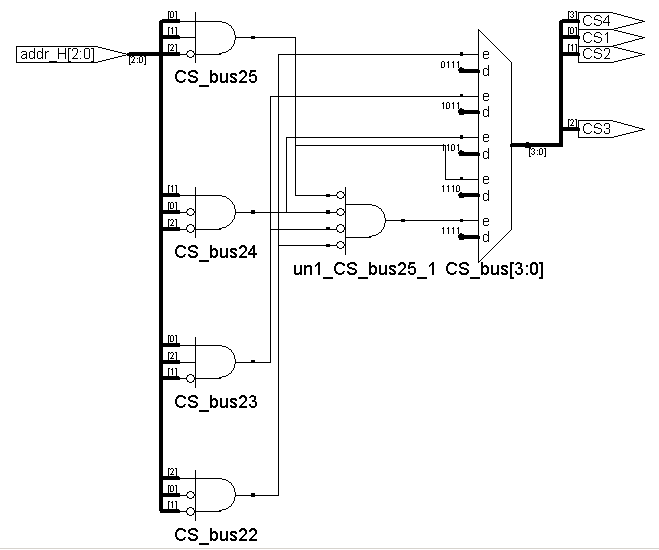 addr_H[2:0]
[2:0]
[0]
[1]
[2]
CS_bus25
[1]
[0]
[2]
CS_bus24
[0]
[2]
[1]
CS_bus23
[2]
[0]
[1]
CS_bus22
un1_CS_bus25_1
e
0111
d
e
1011
d
e
1101
d
e
1110
d
e
1111
d
CS_bus[3:0]
[3:0]
[3]
CS4
[0]
CS1
[1]
CS2
[2]
CS3